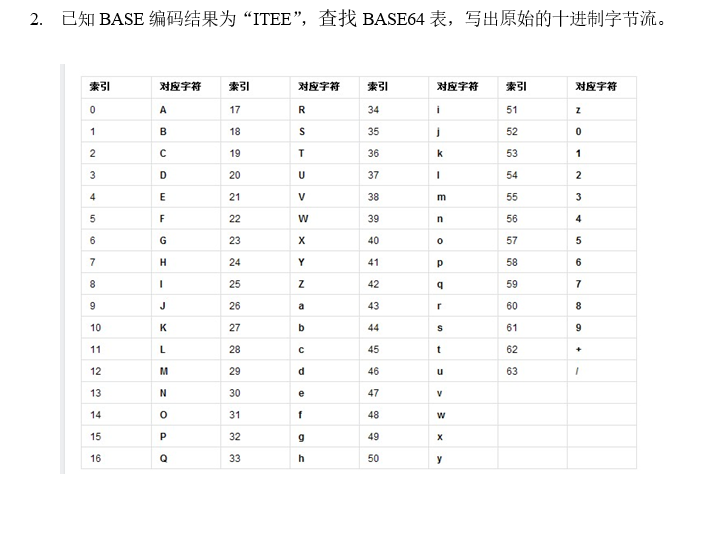 2. 已知 BASE 编码结果为“ITEE”，查找 BASE64 表，写出原始的十进制字节流。
索引 对应字符 索引 对应字符 索引 对应字符 索引 对应字符
0 A 17 R 34 i 51 z
1 B 18 S 35 j 52 0
2 C 19 T 36 k 53 1
3 D 20 U 37 l 54 2
4 E 21 V 38 m 55 3
5 F 22 W 39 n 56 4
6 G 23 X 40 o 57 5
7 H 24 Y 41 p 58 6
8 I 25 Z 42 q 59 7
9 J 26 a 43 r 60 8
10 K 27 b 44 s 61 9
11 L 28 c 45 t 62 +
12 M 29 d 46 u 63 /
13 N 30 e 47 v
14 O 31 f 48 w
15 P 32 g 49 x
16 Q 33 h 50 y